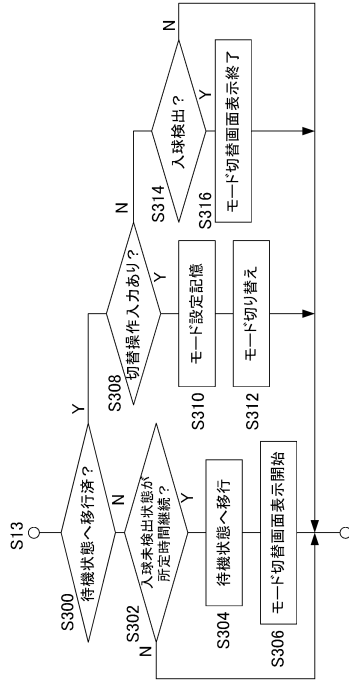 S13
S300
待機状態へ移行済？
Y
N
S302
入球未検出状態が
所定時間継続？
N
Y
S304
待機状態へ移行
S306
モード切替画面表示開始
S308
切替操作入力あり？
N
Y
S310
モード設定記憶
S312
モード切り替え
S314
入球検出？
N
Y
S316
モード切替画面表示終了